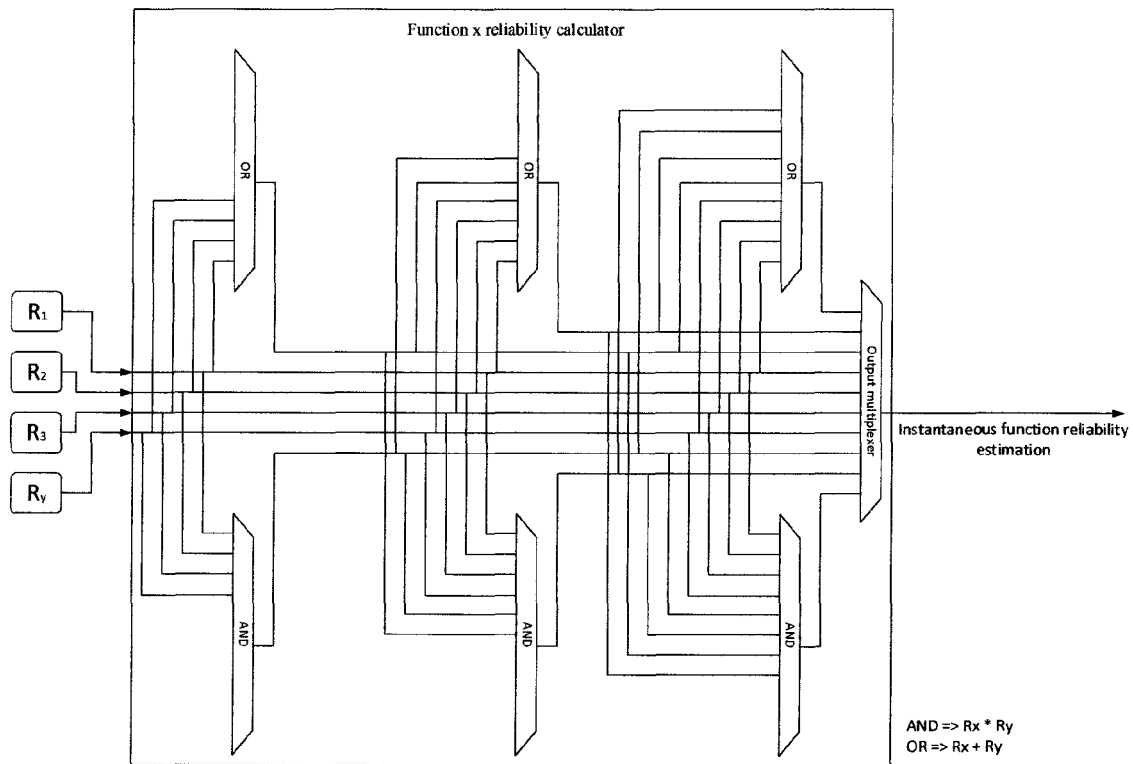 Function x reliability calculator
OR
OR
OR
R1
R2
R3
Ry
Output multiplexer
Instantaneous function reliability
estimation
AND
AND
AND
AND => Rx * Ry
OR => Rx + Ry